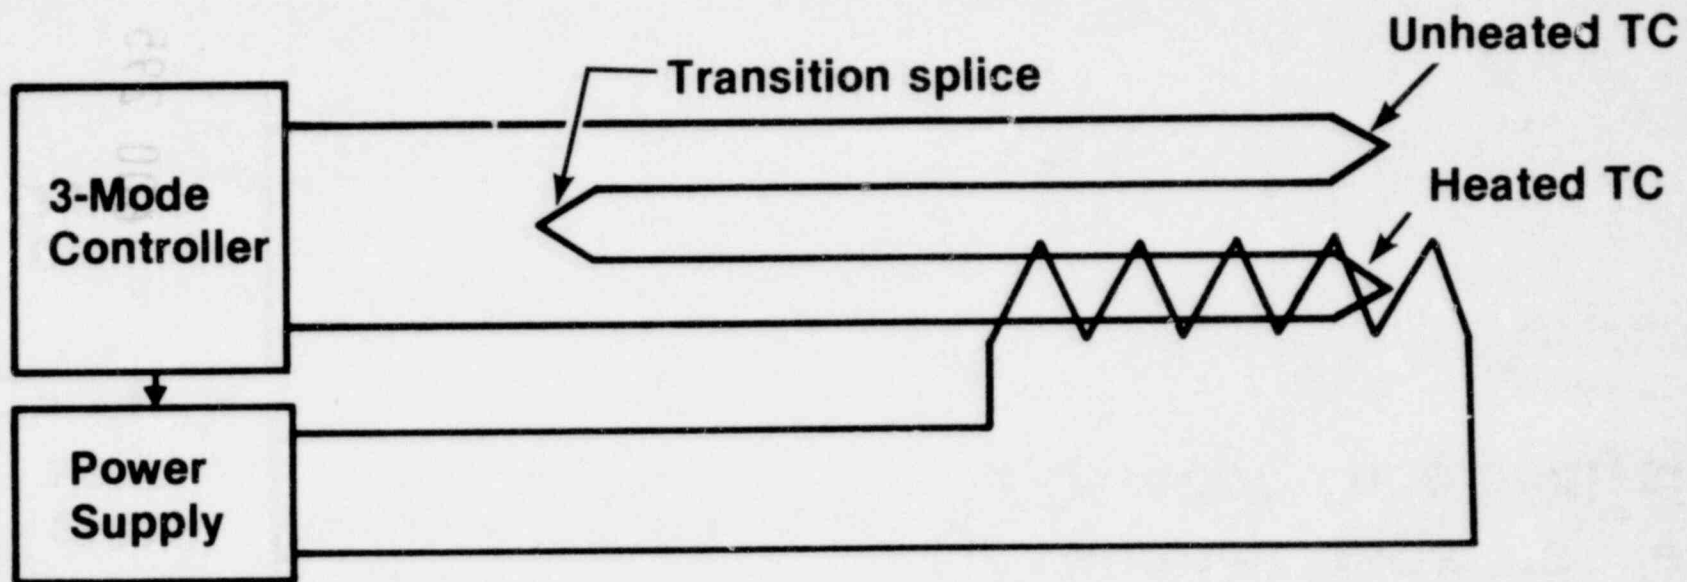 Unheated TC
Transition splice
Heated TC
3-Mode
Controller
Power
Supply